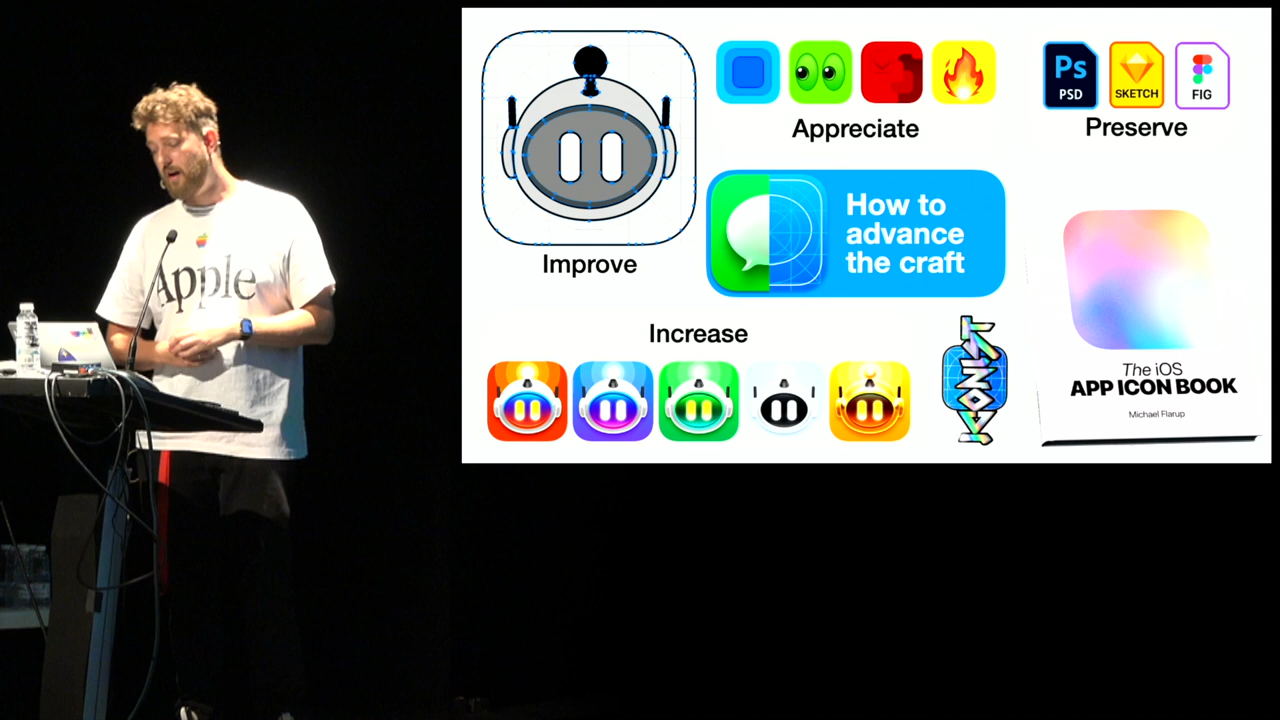 Apple
Improve
Appreciate
Ps
PSD
SKETCH
FIG
Preserve
How to
advance
the craft
Increase
The iOS
APP ICON BOOK
Michael Flarup